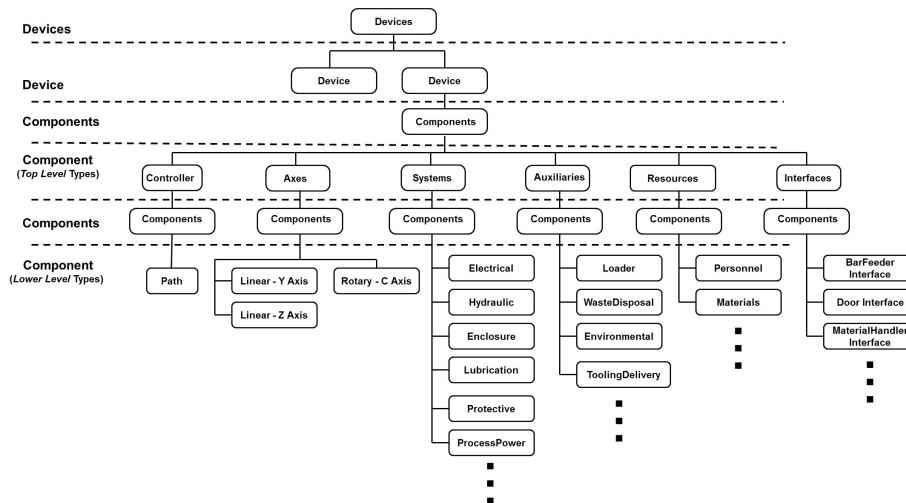 Devices
Devices
Device
Device
Device
Components
Components
Component
(Top Level Types)
Controller
Axes
Systems
Auxiliaries
Resources
Interfaces
Components
Components
Components
Components
Components
Components
Components
Component
(Lower Level Types)
Path
Linear - Y Axis
Rotary - C Axis
Linear - Z Axis
Electrical
Hydraulic
Enclosure
Lubrication
Protective
ProcessPower
Loader
WasteDisposal
Environmental
ToolingDelivery
Personnel
Materials
BarFeeder
Interface
Door Interface
MaterialHandler
Interface